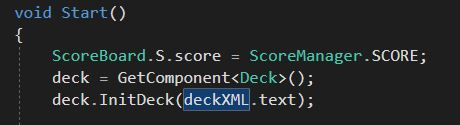 void Start()
{
ScoreBoard.S.score = ScoreManager.SCORE;
deck = GetComponent<Deck>();
deck.InitDeck(deckXML.text);